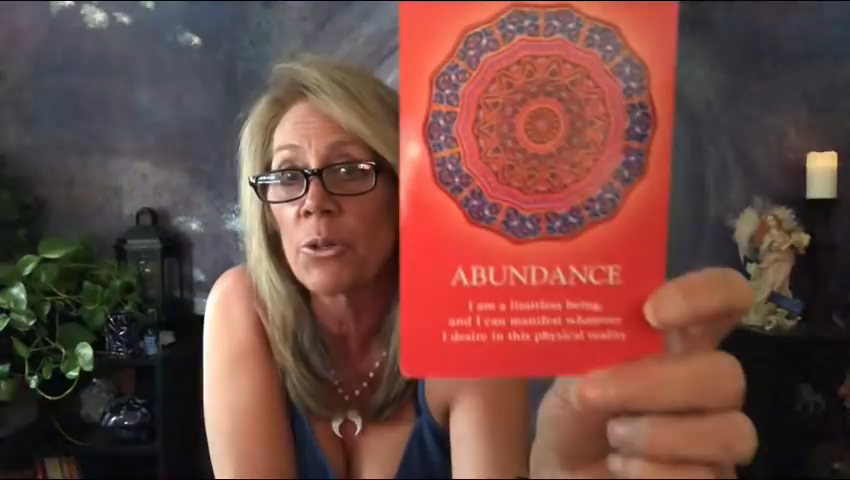 ABUNDANCE
I am a limitless being,
and I can manifest whatever
I desire in this physical reality